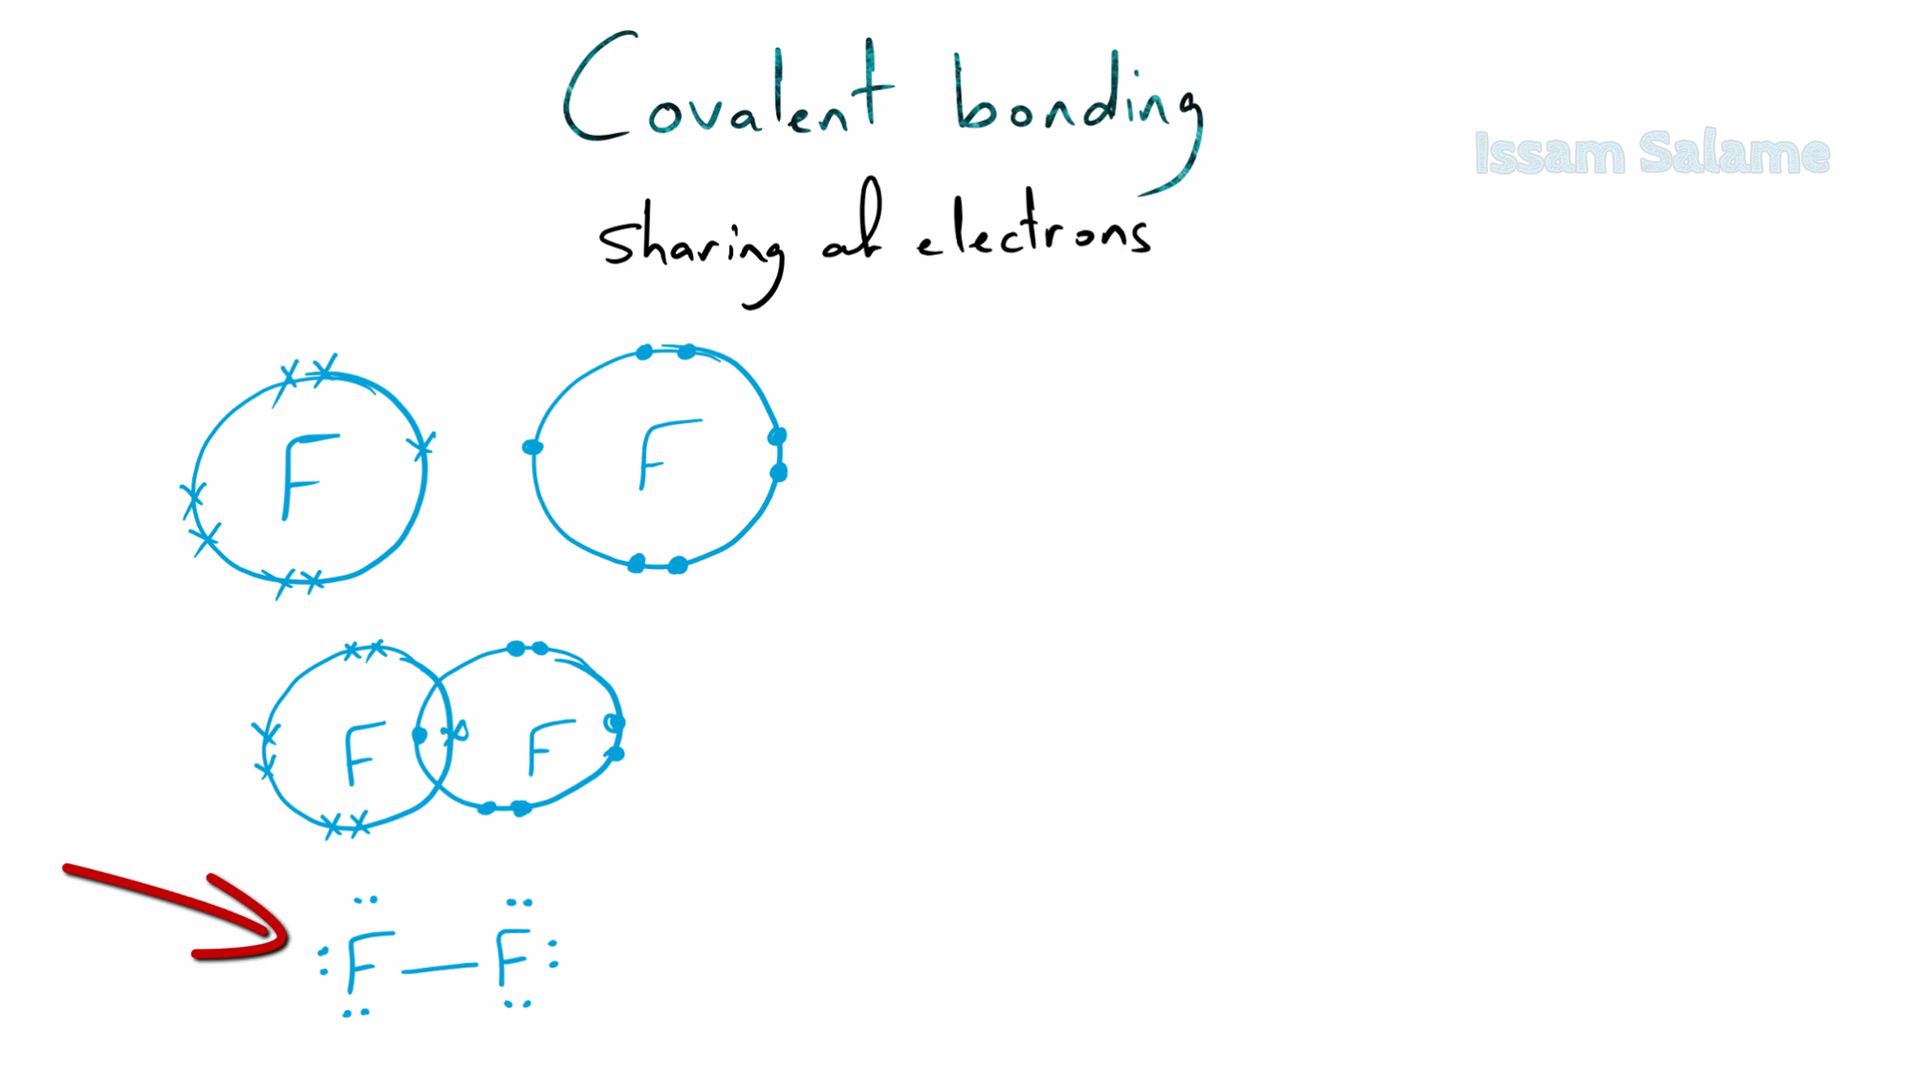 Covalent bonding
Issam Salame
sharing of electrons
F F
F F
F — F